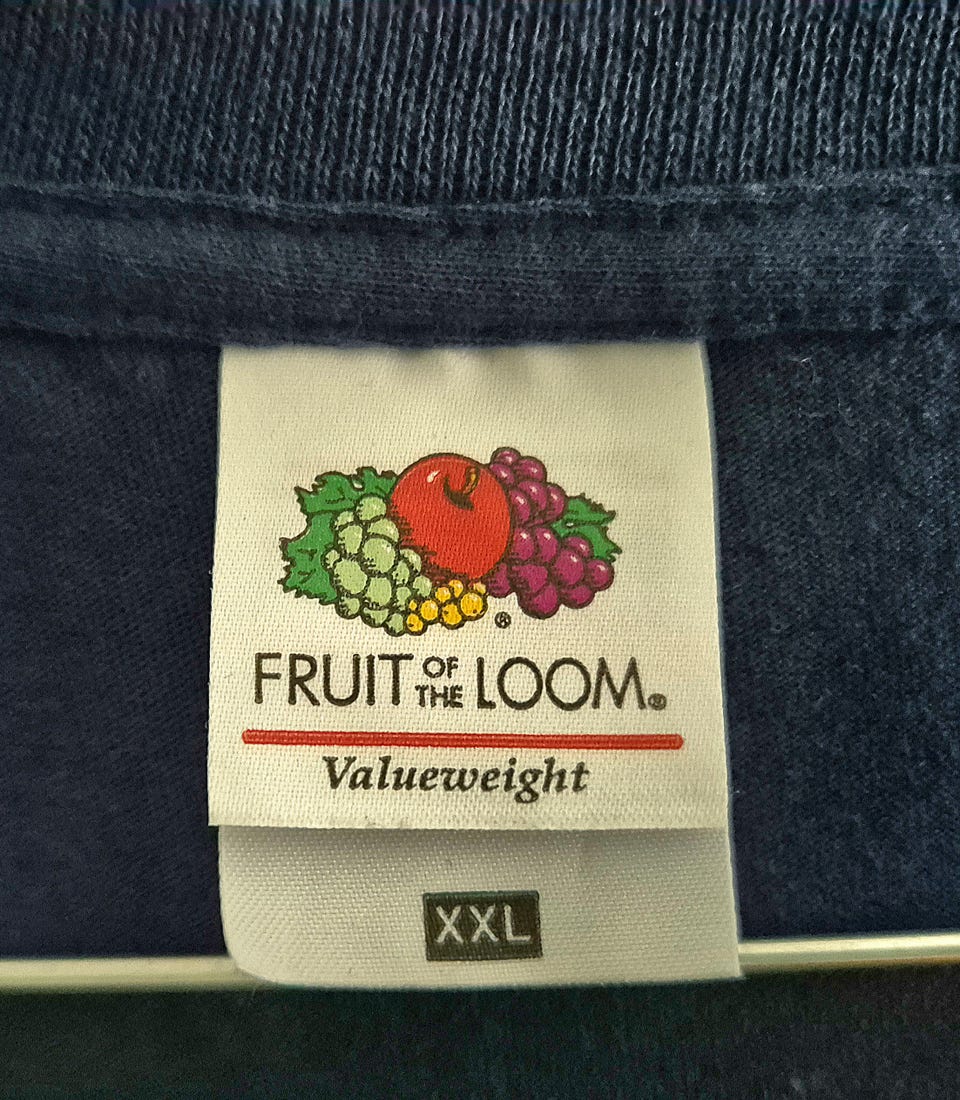 ®
FRUIT OF THE LOOM®
Valueweight
XXL